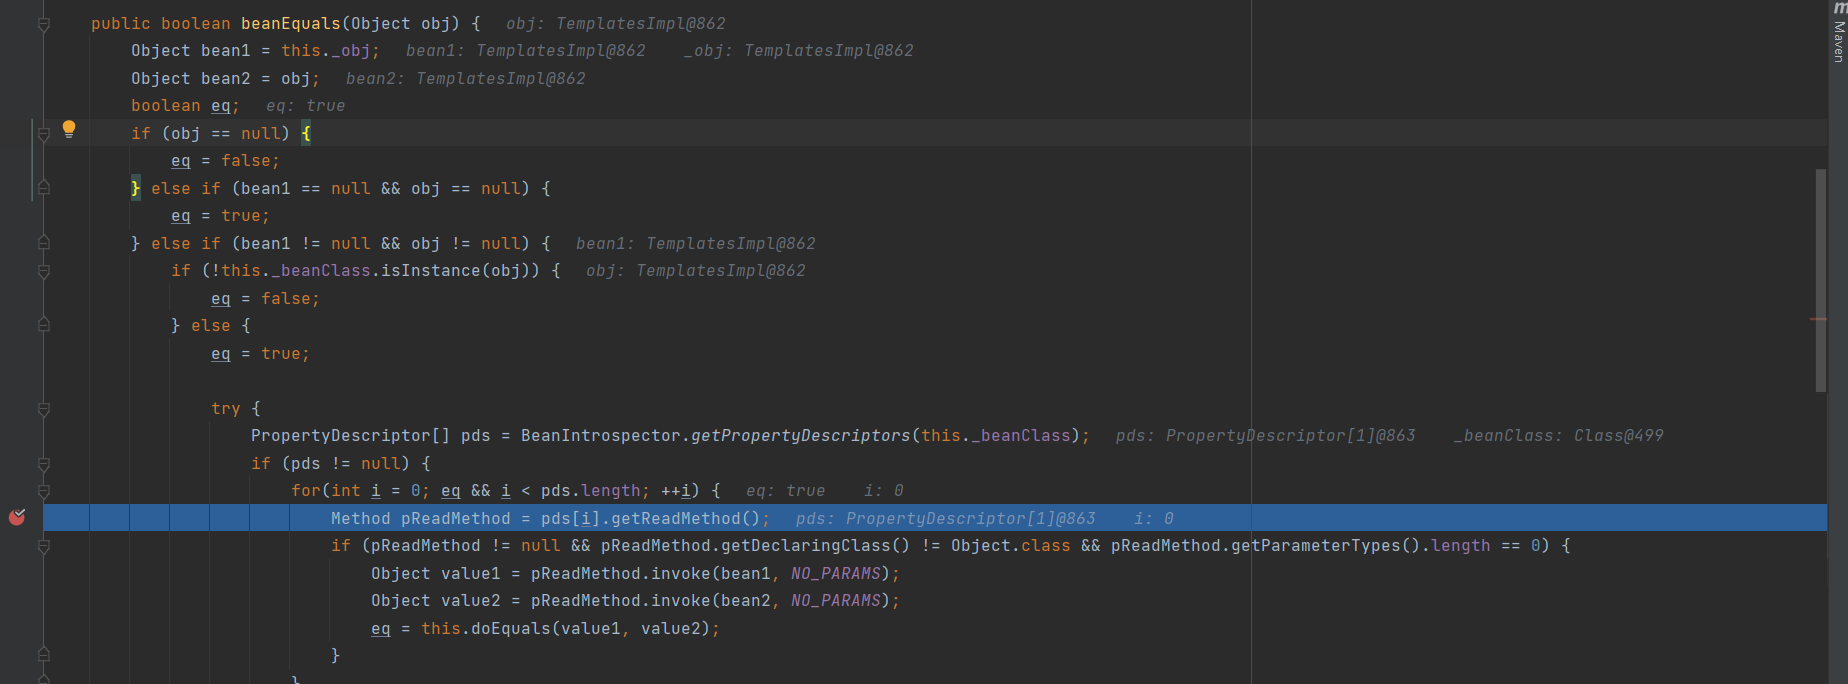 public boolean beanEquals(Object obj) {   obj: TemplatesImpl@862
Object bean1 = this._obj;   bean1: TemplatesImpl@862    _obj: TemplatesImpl@862
Object bean2 = obj;   bean2: TemplatesImpl@862
boolean eq;   eq: true
if (obj == null) {
eq = false;
} else if (bean1 == null && obj == null) {
eq = true;
} else if (bean1 != null && obj != null) {   bean1: TemplatesImpl@862
if (!this._beanClass.isInstance(obj)) {   obj: TemplatesImpl@862
eq = false;
} else {
eq = true;
try {
PropertyDescriptor[] pds = BeanIntrospector.getPropertyDescriptors(this._beanClass);   pds: PropertyDescriptor[1]@863    _beanClass: Class@499
if (pds != null) {
for(int i = 0; eq && i < pds.length; ++i) {   eq: true    i: 0
Method pReadMethod = pds[i].getReadMethod();   pds: PropertyDescriptor[1]@863    i: 0
if (pReadMethod != null && pReadMethod.getDeclaringClass() != Object.class && pReadMethod.getParameterTypes().length == 0) {
Object value1 = pReadMethod.invoke(bean1, NO_PARAMS);
Object value2 = pReadMethod.invoke(bean2, NO_PARAMS);
eq = this.doEquals(value1, value2);
}
}
m
Maven